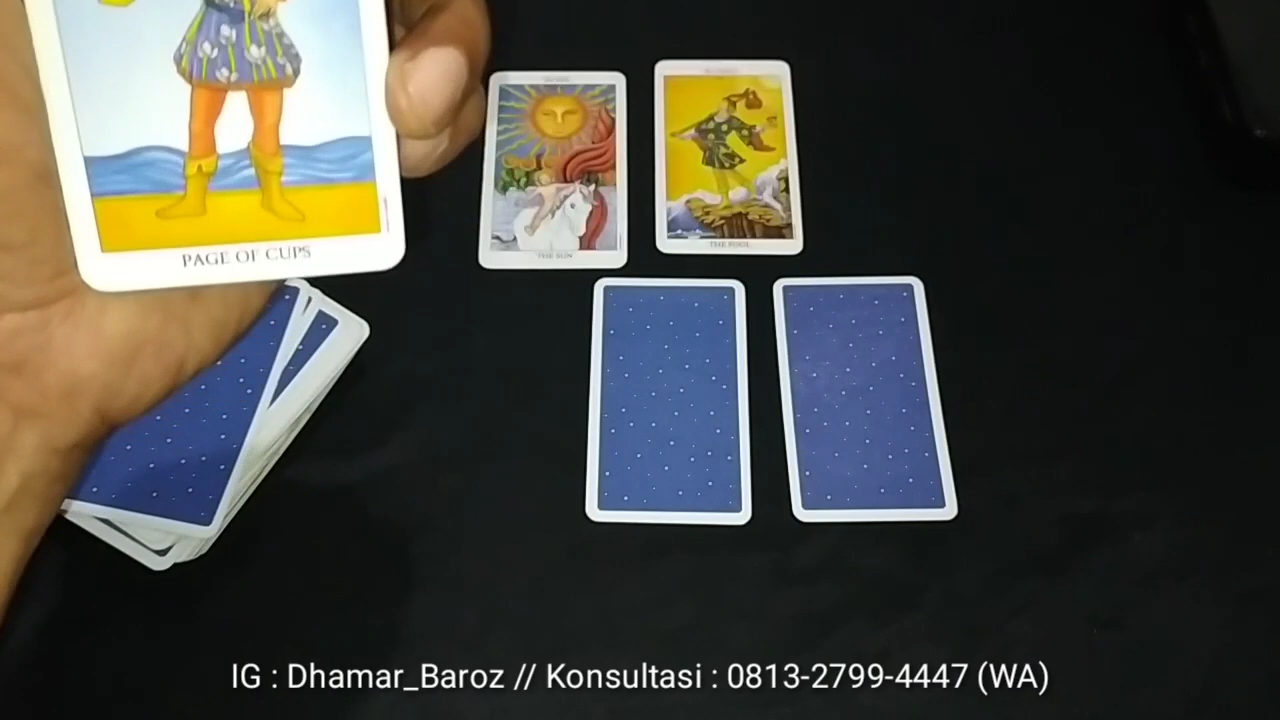 PAGE OF CUPS
THE SUN
THE FOOL
IG : Dhamar_Baroz // Konsultasi : 0813-2799-4447 (WA)